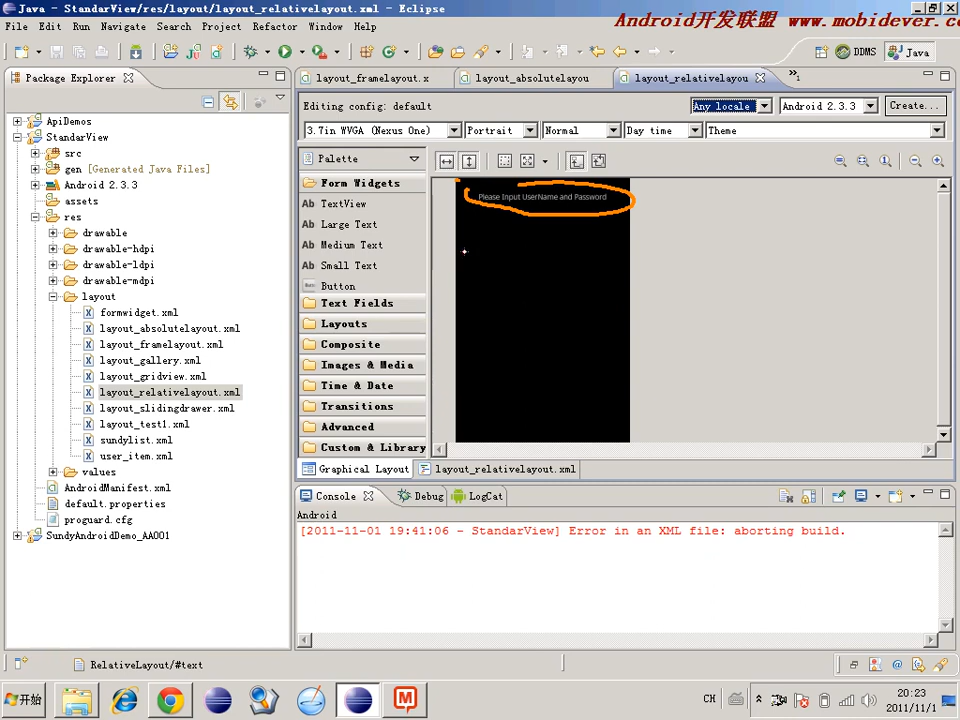 Java - StandarView/res/layout/layout_relativelayout.xml - Eclipse
Android开发联盟 www.mobidever.co
File Edit Run Navigate Search Project Refactor Window Help
DDMS Java
Package Explorer
layout_framelayout.x layout_absolutelayou layout_relativelayou
Editing config: default Any locale Android 2.3.3 Create...
3.7in WVGA (Nexus One) Portrait Normal Day time Theme
ApiDemos
StandarView
src
gen [Generated Java Files]
Android 2.3.3
assets
res
drawable
drawable-hdpi
drawable-ldpi
drawable-mdpi
layout
formwidget.xml
layout_absolutelayout.xml
layout_framelayout.xml
layout_gallery.xml
layout_gridview.xml
layout_relativelayout.xml
layout_slidingdrawer.xml
layout_test1.xml
sundylist.xml
user_item.xml
values
AndroidManifest.xml
default.properties
proguard.cfg
SundyAndroidDemo_AA001
Palette
Form Widgets
Ab TextView
Ab Large Text
Ab Medium Text
Ab Small Text
Button
Text Fields
Layouts
Composite
Images & Media
Time & Date
Transitions
Advanced
Custom & Library
Please Input UserName and Password
Graphical Layout layout_relativelayout.xml
Console Debug LogCat
Android
[2011-11-01 19:41:06 - StandarView] Error in an XML file: aborting build.
RelativeLayout/#text
开始
CH
20:23
2011/11/1